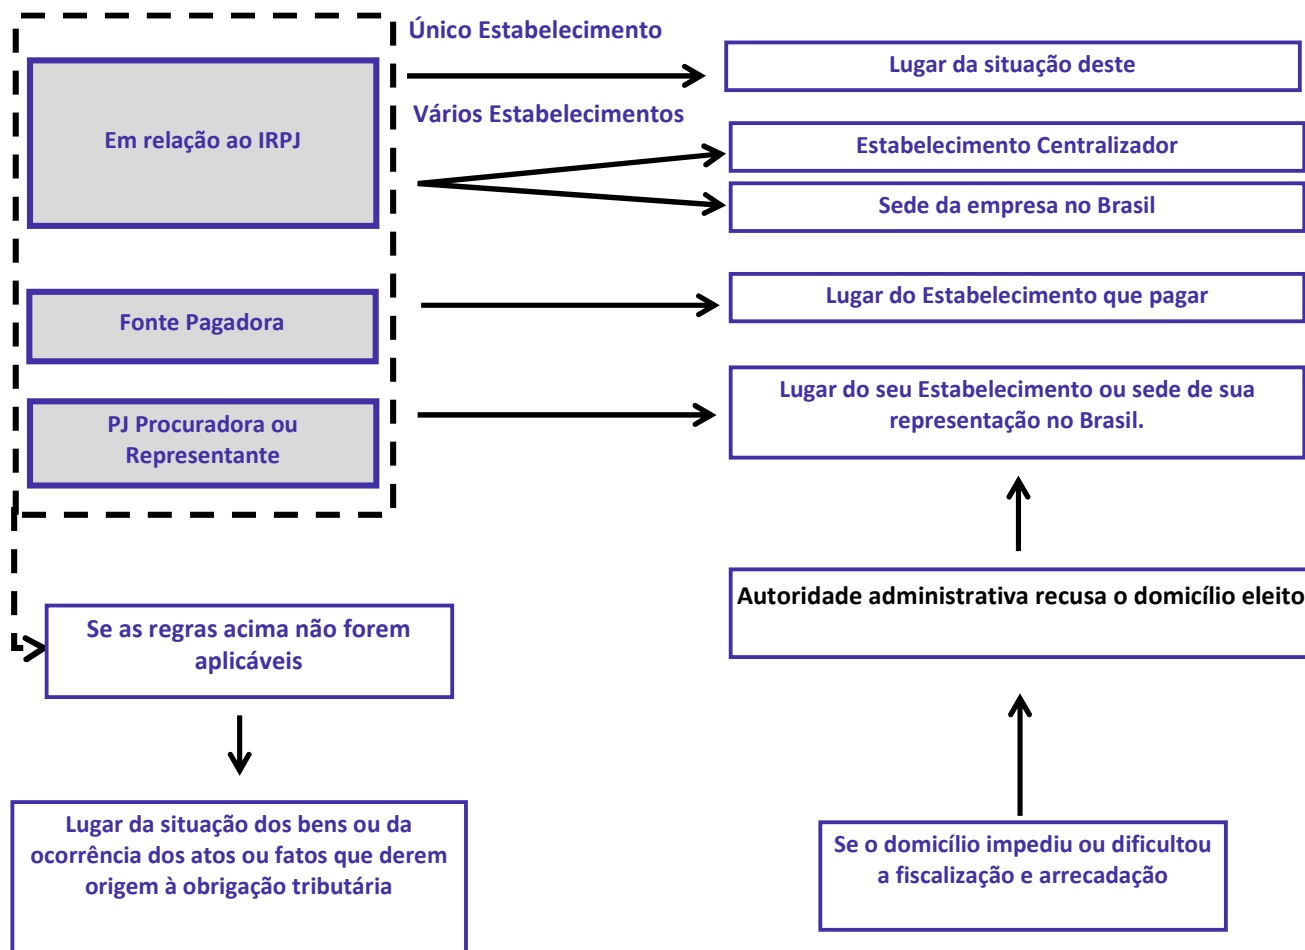 Único Estabelecimento
Lugar da situação deste
Em relação ao IRPJ
Vários Estabelecimentos
Estabelecimento Centralizador
Sede da empresa no Brasil
Fonte Pagadora
Lugar do Estabelecimento que pagar
PJ Procuradora ou
Representante
Lugar do seu Estabelecimento ou sede de sua
representação no Brasil.
Autoridade administrativa recusa o domicílio eleito
Se as regras acima não forem
aplicáveis
Lugar da situação dos bens ou da
ocorrência dos atos ou fatos que derem
origem à obrigação tributária
Se o domicílio impediu ou dificultou
a fiscalização e arrecadação